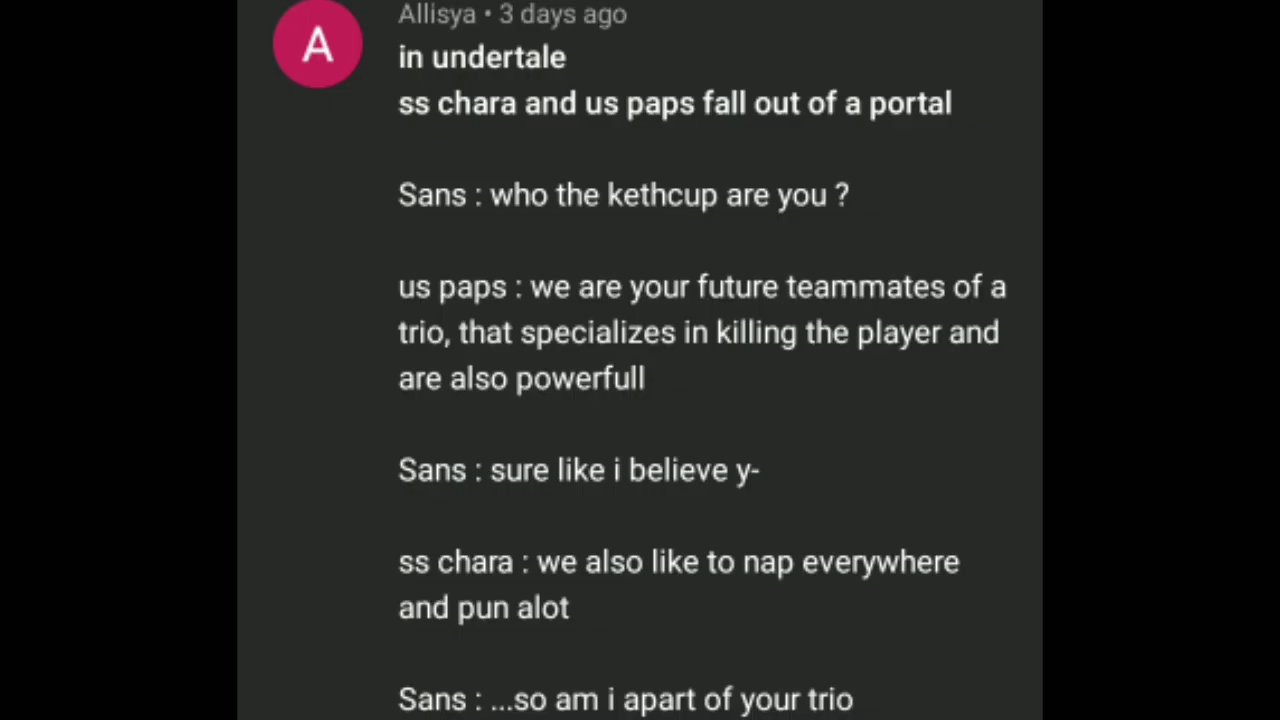 A
Allisya • 3 days ago
in undertale
ss chara and us paps fall out of a portal
Sans : who the kethcup are you ?
us paps : we are your future teammates of a
trio, that specializes in killing the player and
are also powerfull
Sans : sure like i believe y-
ss chara : we also like to nap everywhere
and pun alot
Sans : ...so am i apart of your trio